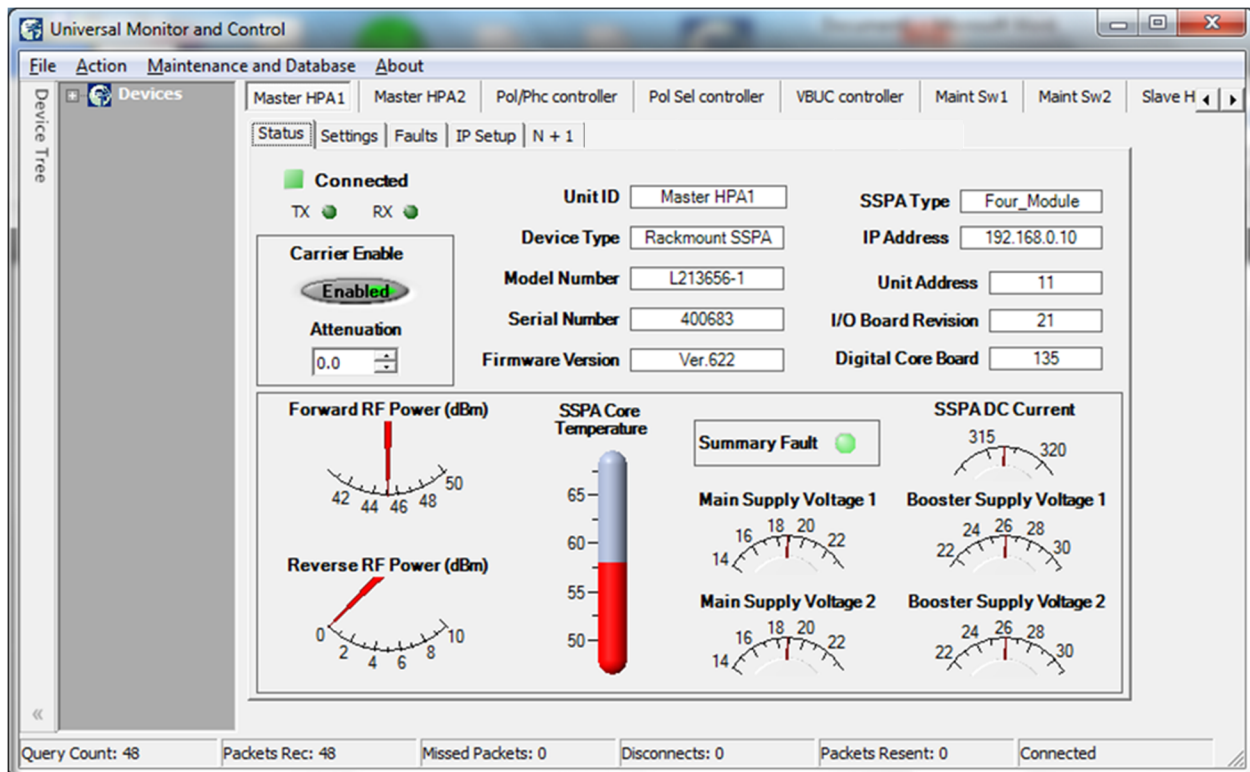 Universal Monitor and Control
File Action Maintenance and Database About
Device Tree
Devices
Master HPA1 Master HPA2 Pol/Phc controller Pol Sel controller VBUC controller Maint Sw1 Maint Sw2 Slave H
Status Settings Faults IP Setup N + 1
Connected
TX RX
Carrier Enable
Enabled
Attenuation
0.0
Unit ID Master HPA1
Device Type Rackmount SSPA
Model Number L213656-1
Serial Number 400683
Firmware Version Ver.622
SSPA Type Four_Module
IP Address 192.168.0.10
Unit Address 11
I/O Board Revision 21
Digital Core Board 135
Forward RF Power (dBm)
42 44 46 48 50
Reverse RF Power (dBm)
0 2 4 6 8 10
SSPA Core
Temperature
65
60
55
50
Summary Fault
SSPA DC Current
315 320
Main Supply Voltage 1
14 16 18 20 22
Booster Supply Voltage 1
22 24 26 28 30
Main Supply Voltage 2
14 16 18 20 22
Booster Supply Voltage 2
22 24 26 28 30
Query Count: 48 Packets Rec: 48 Missed Packets: 0 Disconnects: 0 Packets Resent: 0 Connected